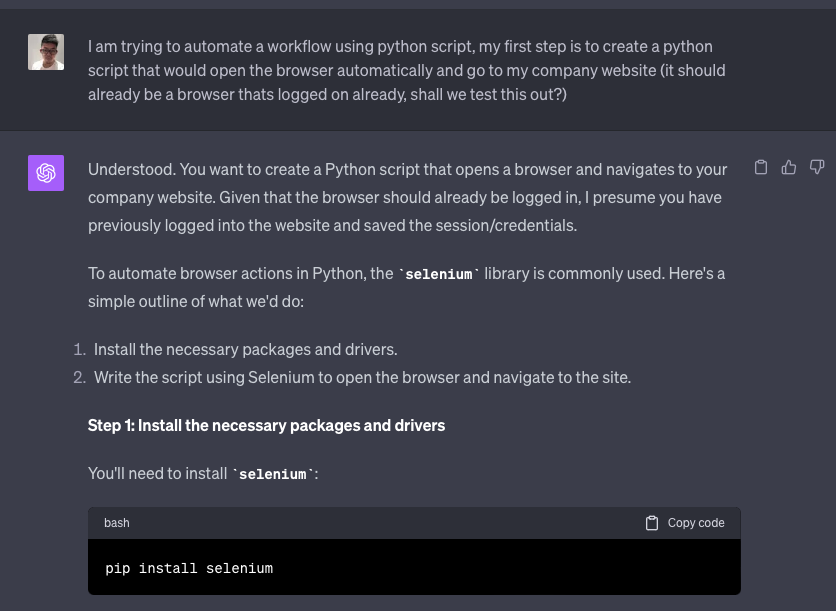 I am trying to automate a workflow using python script, my first step is to create a python
script that would open the browser automatically and go to my company website (it should
already be a browser thats logged on already, shall we test this out?)
Understood. You want to create a Python script that opens a browser and navigates to your
company website. Given that the browser should already be logged in, I presume you have
previously logged into the website and saved the session/credentials.
To automate browser actions in Python, the `selenium` library is commonly used. Here's a
simple outline of what we'd do:
1. Install the necessary packages and drivers.
2. Write the script using Selenium to open the browser and navigate to the site.
Step 1: Install the necessary packages and drivers
You'll need to install `selenium`:
bash Copy code
pip install selenium